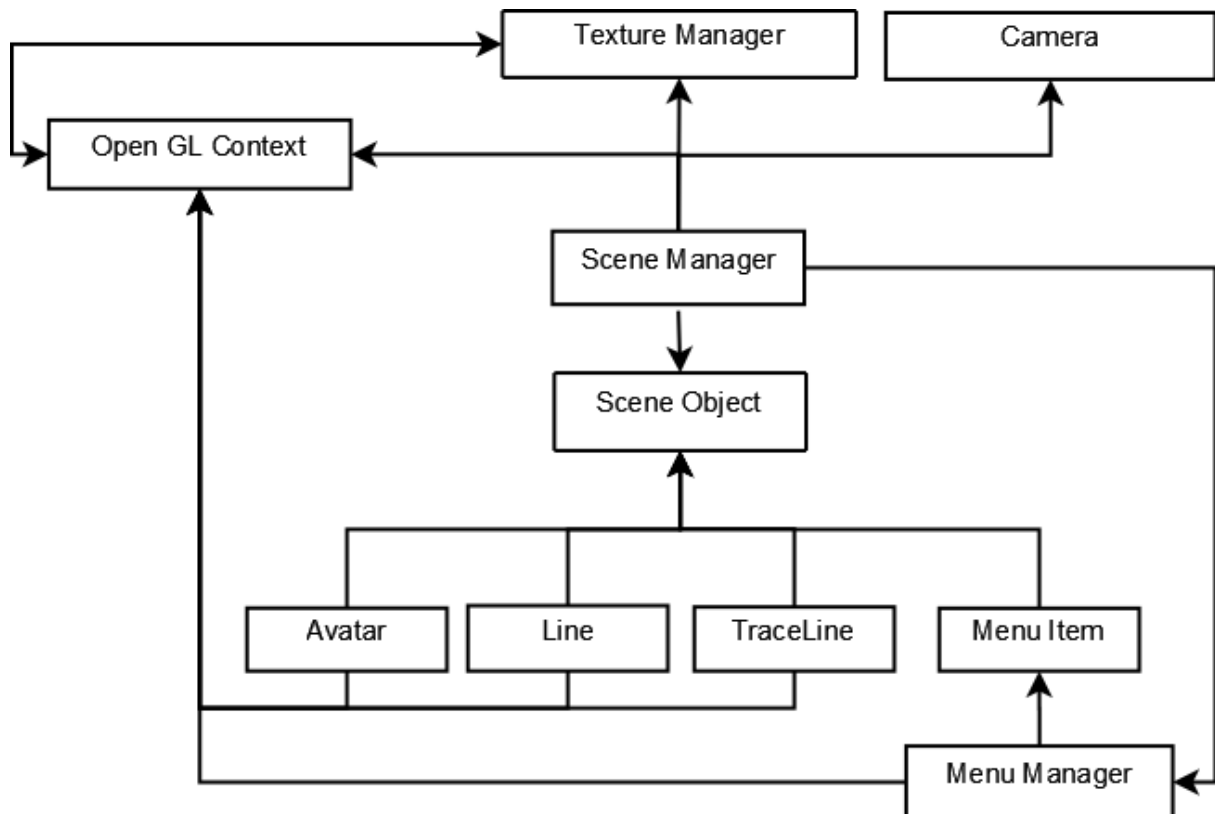 Texture Manager
Camera
Open GL Context
Scene Manager
Scene Object
Avatar
Line
TraceLine
Menu Item
Menu Manager